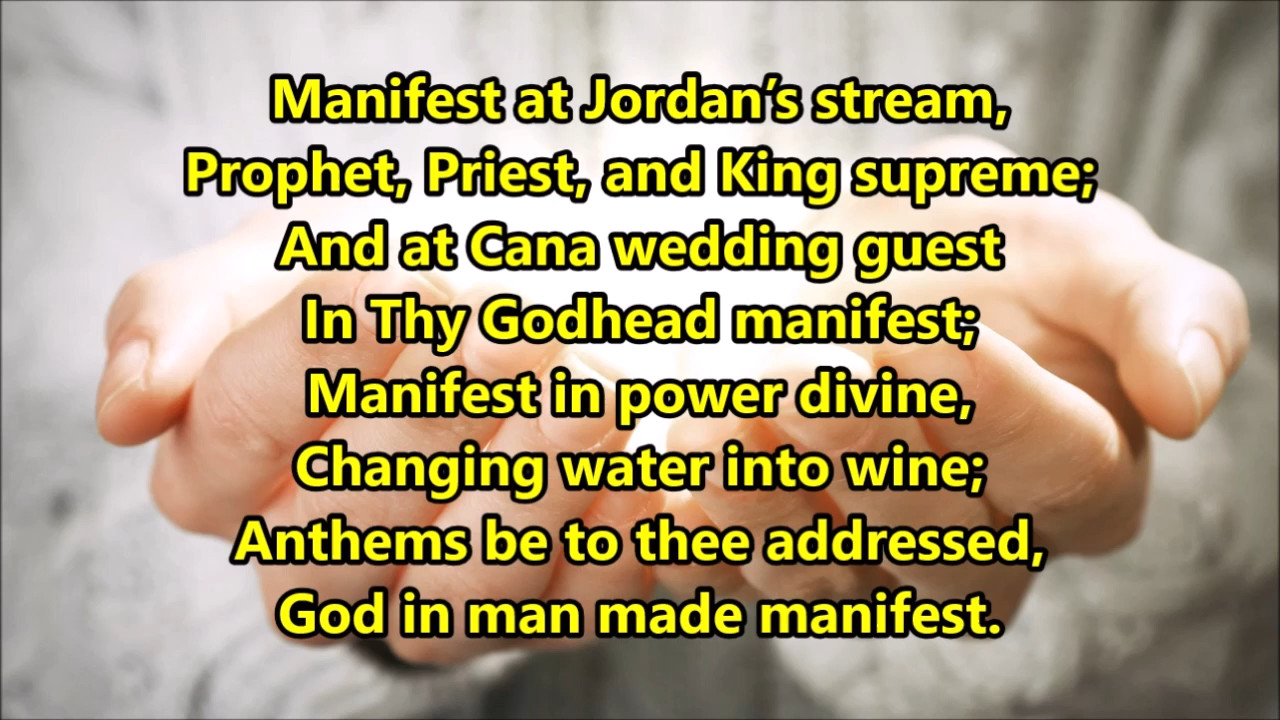 Manifest at Jordan’s stream,
Prophet, Priest, and King supreme;
And at Cana wedding guest
In Thy Godhead manifest;
Manifest in power divine,
Changing water into wine;
Anthems be to thee addressed,
God in man made manifest.